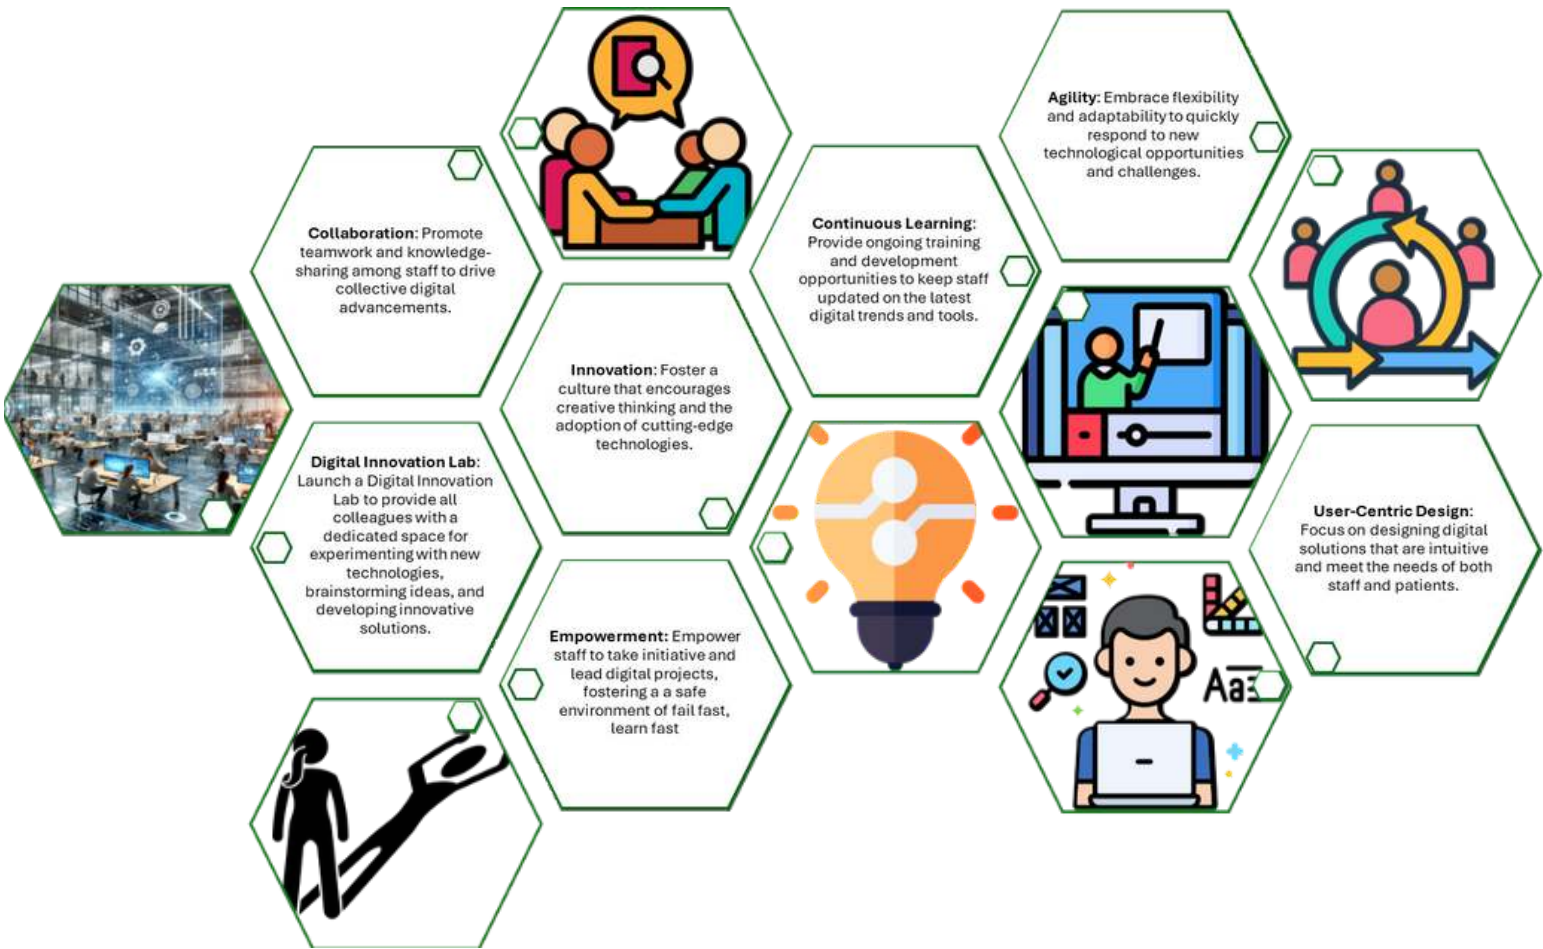 Collaboration: Promote
teamwork and knowledge-
sharing among staff to drive
collective digital
advancements.
Digital Innovation Lab:
Launch a Digital Innovation
Lab to provide all
colleagues with a
dedicated space for
experimenting with new
technologies,
brainstorming ideas, and
developing innovative
solutions.
Innovation: Foster a
culture that encourages
creative thinking and the
adoption of cutting-edge
technologies.
Empowerment: Empower
staff to take initiative and
lead digital projects,
fostering a a safe
environment of fail fast,
learn fast
Continuous Learning:
Provide ongoing training
and development
opportunities to keep staff
updated on the latest
digital trends and tools.
Agility: Embrace flexibility
and adaptability to quickly
respond to new
technological opportunities
and challenges.
User-Centric Design:
Focus on designing digital
solutions that are intuitive
and meet the needs of both
staff and patients.
Aa